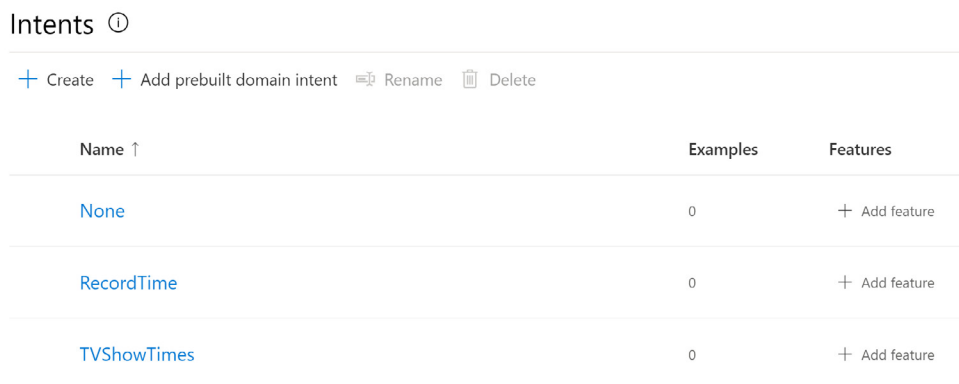 Intents
Create Add prebuilt domain intent Rename Delete
Name ↑ Examples Features
None 0 + Add feature
RecordTime 0 + Add feature
TVShowTimes 0 + Add feature